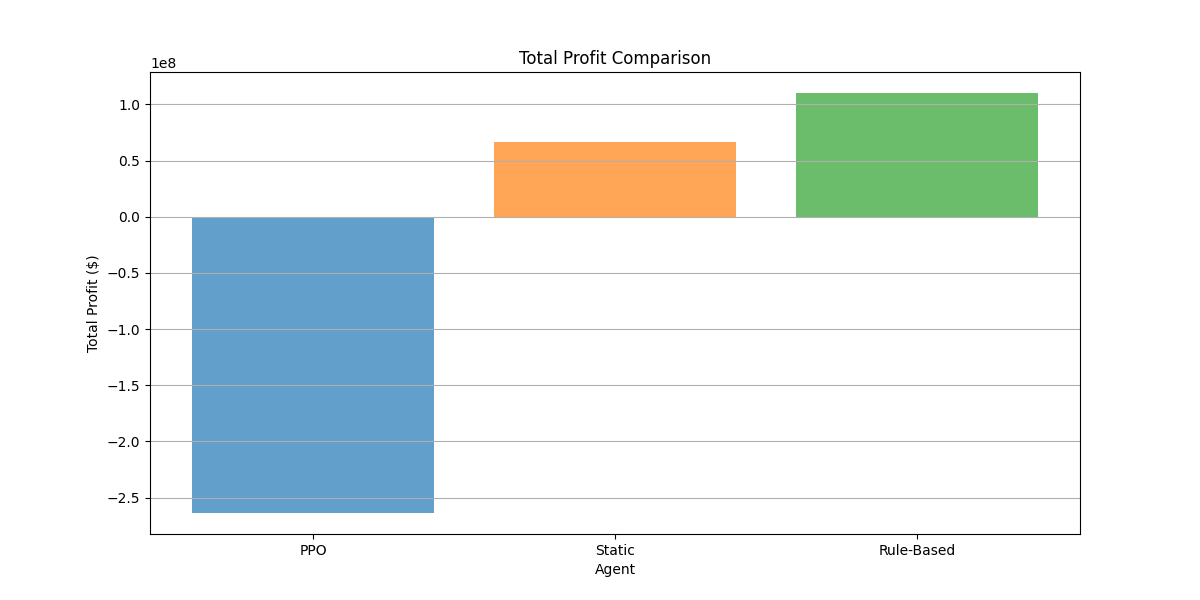 Total Profit Comparison
1e8
1.0
0.5
0.0
−0.5
−1.0
−1.5
−2.0
−2.5
Total Profit ($)
PPO Static Rule-Based
Agent